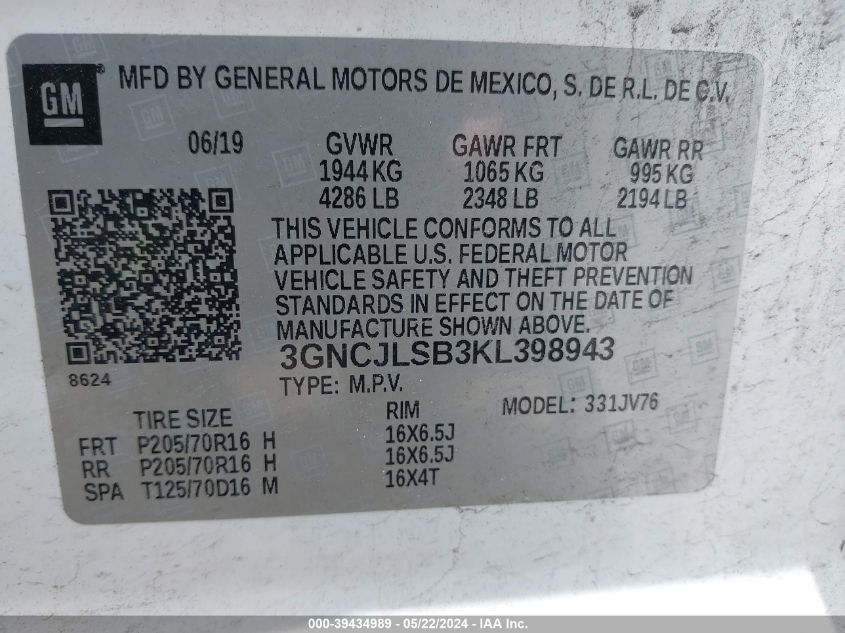 GM® MFD BY GENERAL MOTORS DE MEXICO, S. DE R.L. DE C.V.
06/19 GVWR GAWR FRT GAWR RR
1944 KG 1065 KG 995 KG
4286 LB 2348 LB 2194 LB
THIS VEHICLE CONFORMS TO ALL
APPLICABLE U.S. FEDERAL MOTOR
VEHICLE SAFETY AND THEFT PREVENTION
STANDARDS IN EFFECT ON THE DATE OF
MANUFACTURE SHOWN ABOVE.
3GNCJLSB3KL398943
8624 TYPE: M.P.V. MODEL: 331JV76
TIRE SIZE RIM
FRT P205/70R16 H 16X6.5J
RR P205/70R16 H 16X6.5J
SPA T125/70D16 M 16X4T
000-39434989 - 05/22/2024 - IAA Inc.